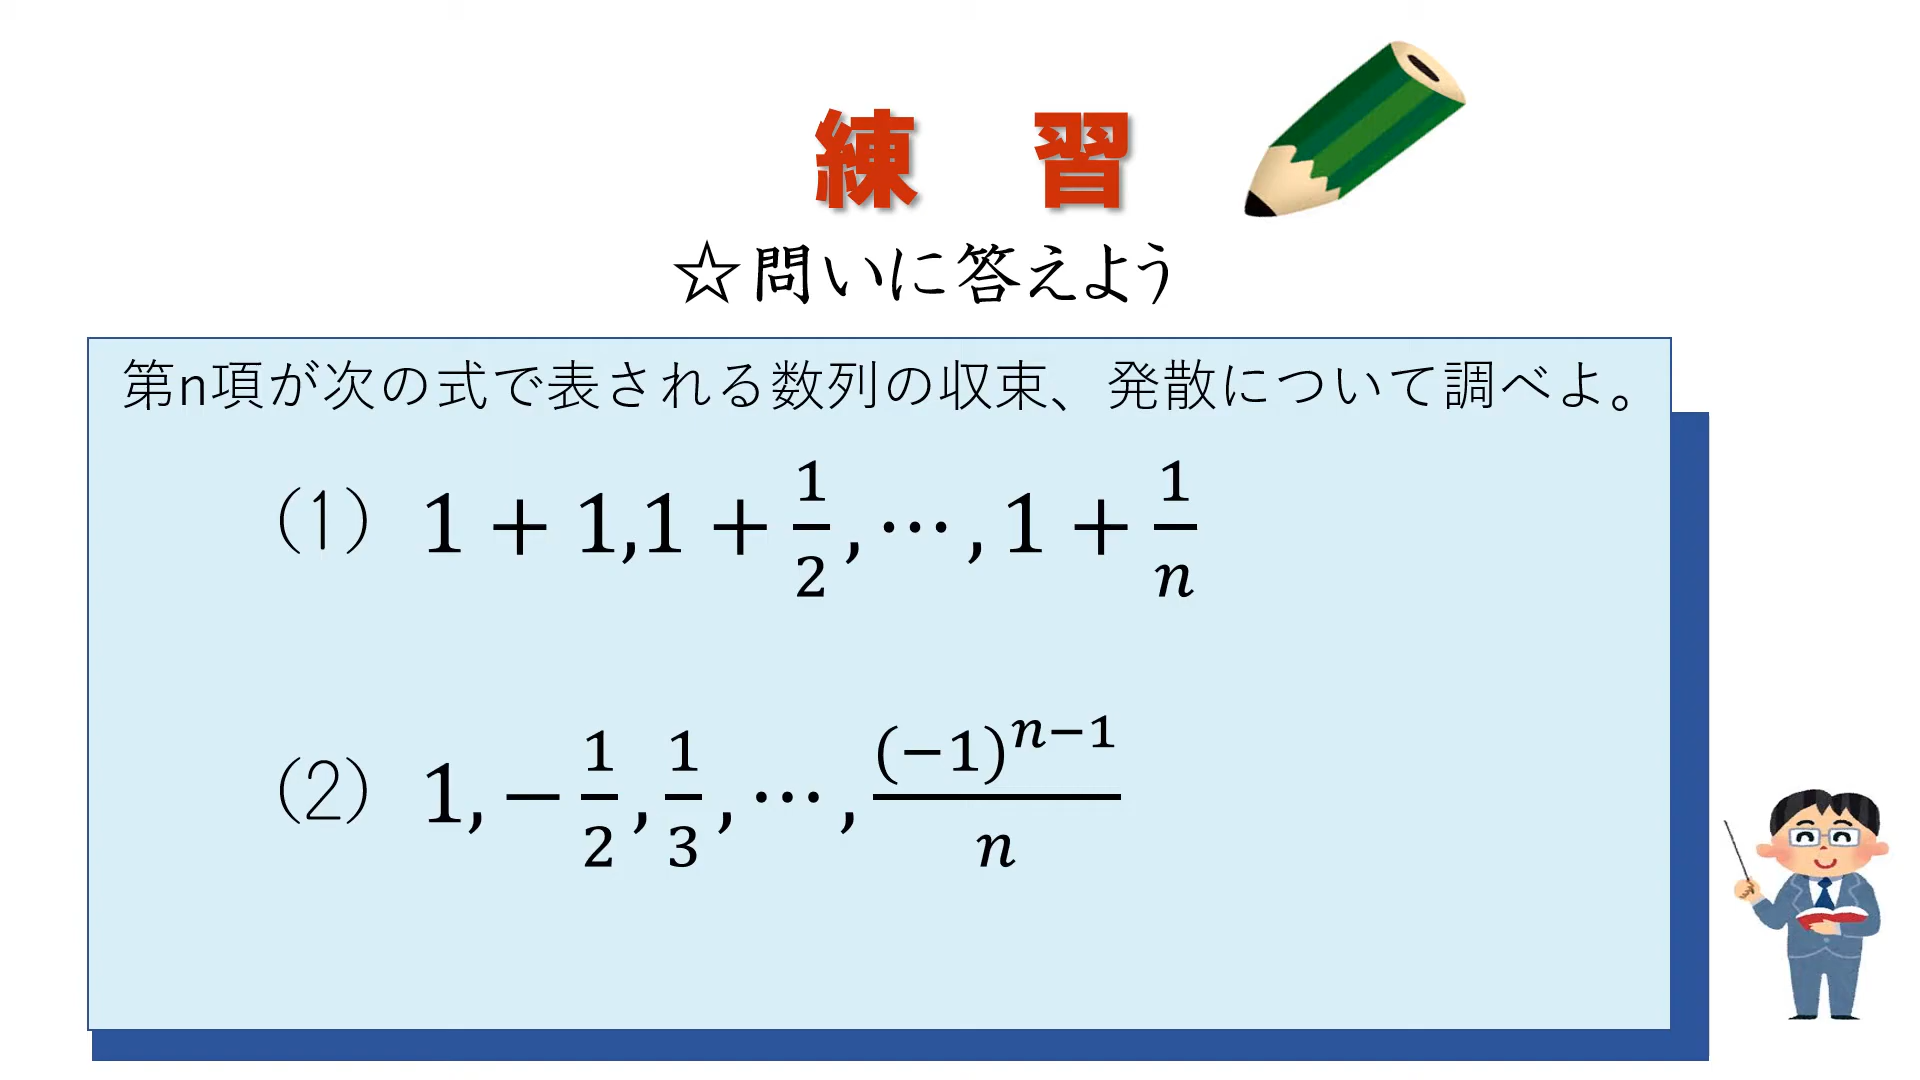 練 習
☆問いに答えよう
第n項が次の式で表される数列の収束、発散について調べよ。
(1) 1 + 1,1 + 1/2, ⋯ , 1 + 1/n
(2) 1, − 1/2, 1/3, ⋯ , (−1)^(n−1)/n